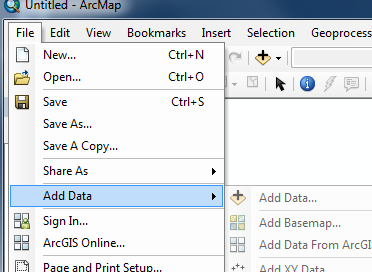 Untitled - ArcMap
File Edit View Bookmarks Insert Selection Geoprocess
New... Ctrl+N
Open... Ctrl+O
Save Ctrl+S
Save As...
Save A Copy...
Share As
Add Data
Add Data...
Sign In...
Add Basemap...
ArcGIS Online...
Add Data From ArcGI
Page and Print Setup...
Add XY Data